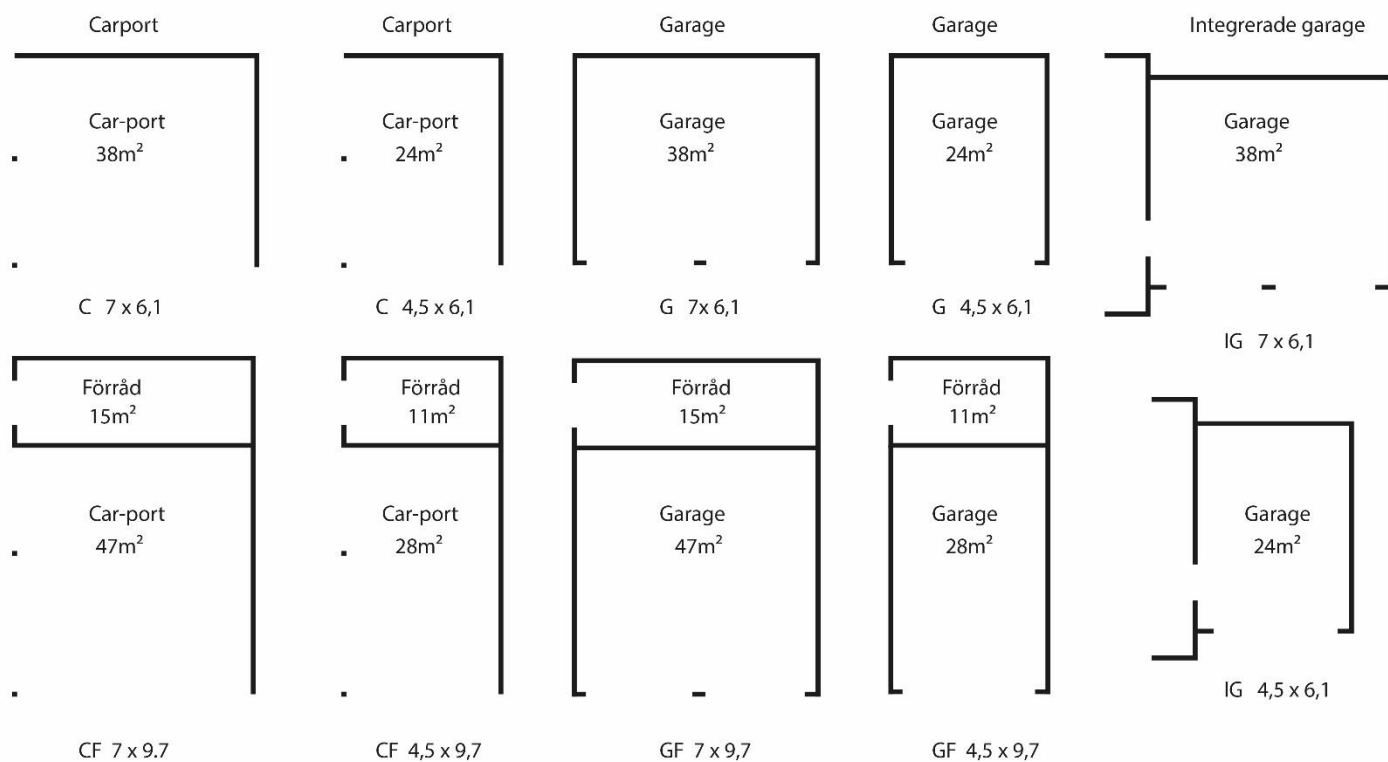 Carport
Carport
Garage
Garage
Integrerade garage
Car-port
38m²
Car-port
24m²
Garage
38m²
Garage
24m²
Garage
38m²
C 7 x 6,1
C 4,5 x 6,1
G 7x 6,1
G 4,5 x 6,1
IG 7 x 6,1
Förråd
15m²
Förråd
11m²
Förråd
15m²
Förråd
11m²
Car-port
47m²
Car-port
28m²
Garage
47m²
Garage
28m²
Garage
24m²
IG 4,5 x 6,1
CF 7 x 9.7
CF 4,5 x 9,7
GF 7 x 9,7
GF 4,5 x 9,7